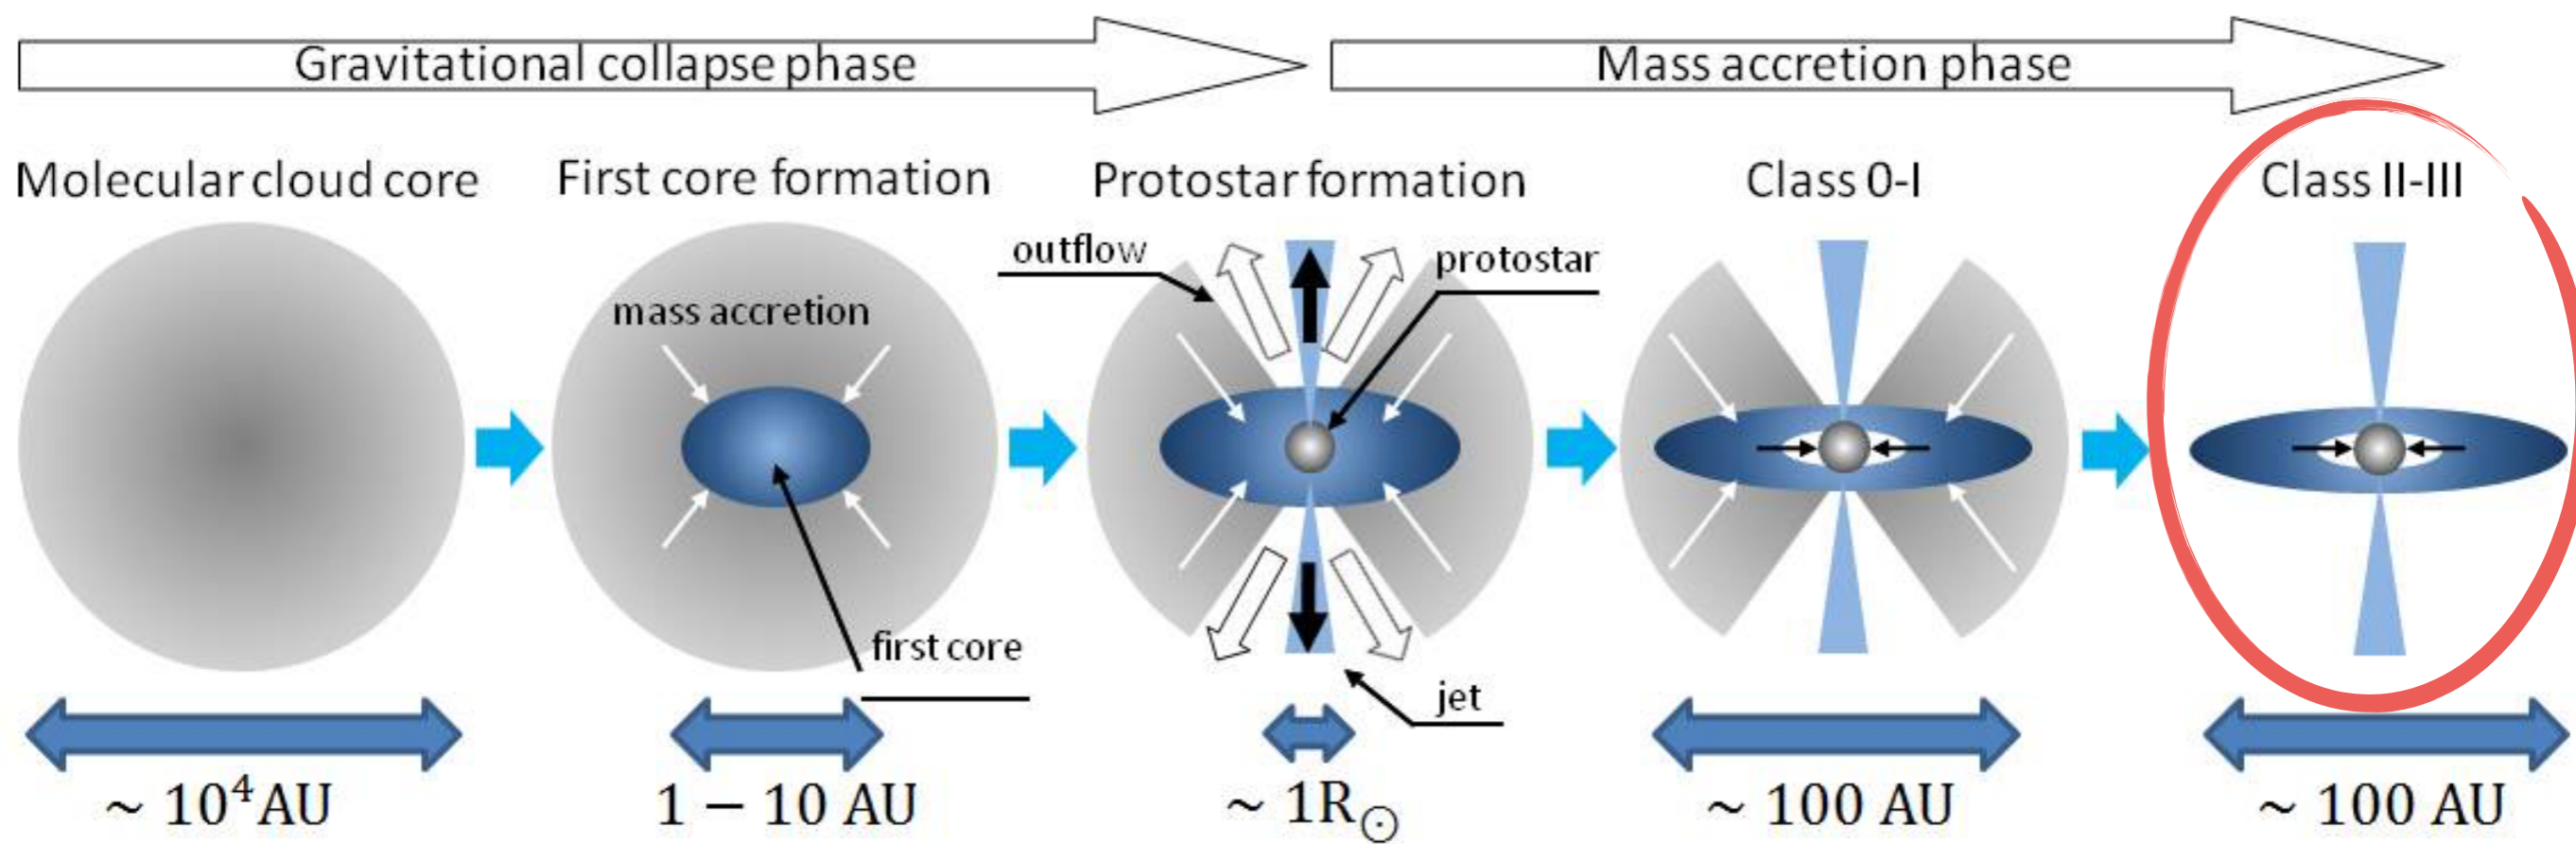 Gravitational collapse phase
Mass accretion phase
Molecular cloud core
First core formation
Protostar formation
Class 0-I
Class II-III
outflow
protostar
mass accretion
first core
jet
~ 10⁴AU
1 – 10 AU
~ 1R☉
~ 100 AU
~ 100 AU